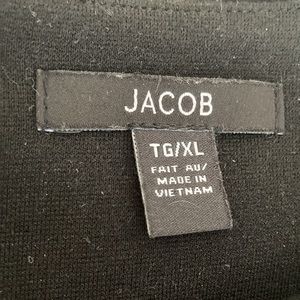 JACOB
TG/XL
FAIT AU/
MADE IN
VIETNAM